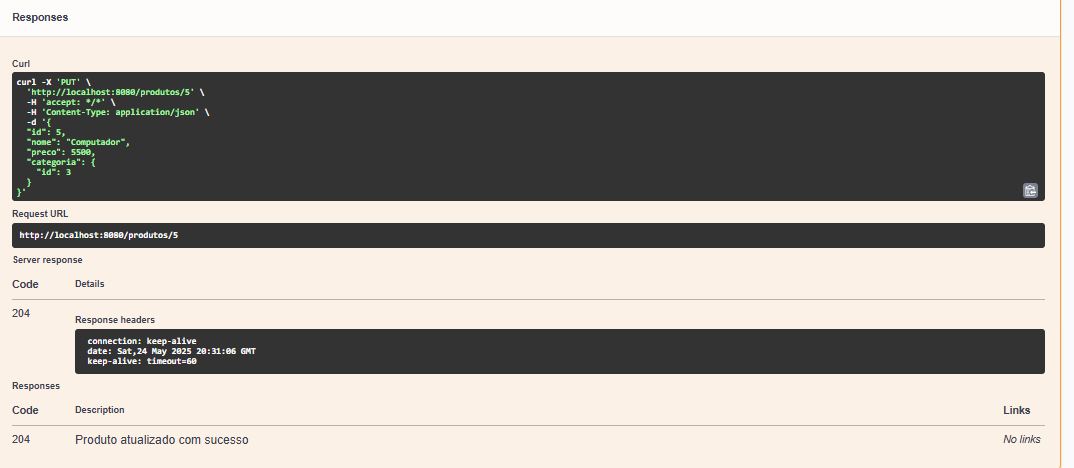 Responses
Curl
curl -X 'PUT' \
'http://localhost:8080/produtos/5' \
-H 'accept: */*' \
-H 'Content-Type: application/json' \
-d '{
"id": 5,
"nome": "Computador",
"preco": 5500,
"categoria": {
"id": 3
}
}'
Request URL
http://localhost:8080/produtos/5
Server response
Code Details
204
Response headers
connection: keep-alive
date: Sat,24 May 2025 20:31:06 GMT
keep-alive: timeout=60
Responses
Code Description Links
204 Produto atualizado com sucesso No links